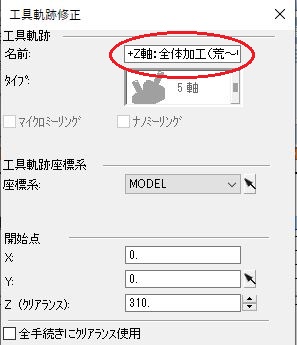 工具軌跡修正
工具軌跡
名前: +Z軸:全体加工(荒～
ﾀｲﾌﾟ: 5 軸
マイクロミーリング ナノミーリング
工具軌跡座標系
座標系: MODEL
開始点
X: 0.
Y: 0.
Z (クリアランス): 310.
全手続きにクリアランス使用